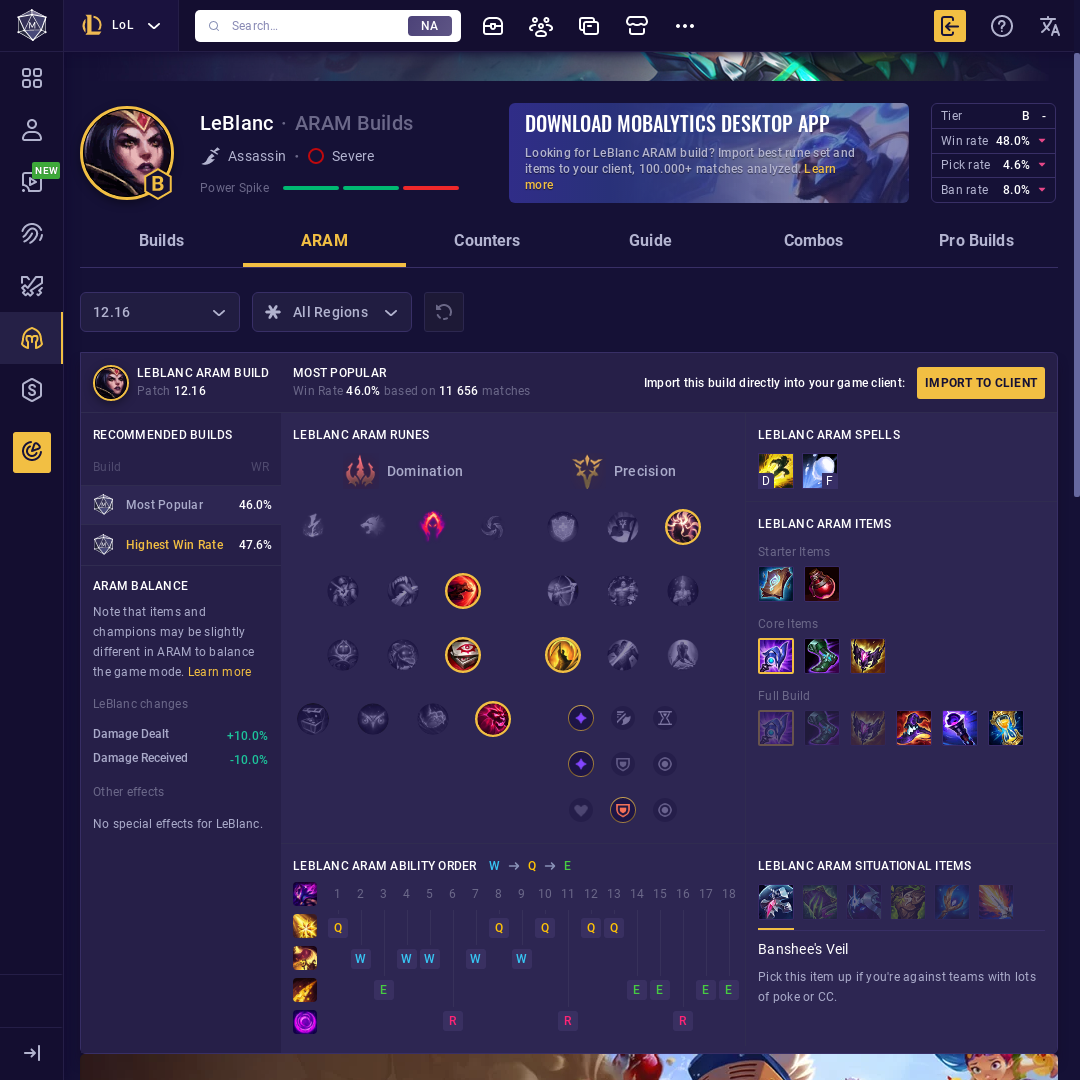 LoL
Search...
NA
NEW
B
LeBlanc · ARAM Builds
Assassin · Severe
Power Spike
DOWNLOAD MOBALYTICS DESKTOP APP
Looking for LeBlanc ARAM build? Import best rune set and
items to your client, 100.000+ matches analyzed. Learn
more
Tier B -
Win rate 48.0%
Pick rate 4.6%
Ban rate 8.0%
Builds ARAM Counters Guide Combos Pro Builds
12.16
All Regions
LEBLANC ARAM BUILD
Patch 12.16
MOST POPULAR
Win Rate 46.0% based on 11 656 matches
Import this build directly into your game client:
IMPORT TO CLIENT
RECOMMENDED BUILDS
Build WR
Most Popular 46.0%
Highest Win Rate 47.6%
ARAM BALANCE
Note that items and
champions may be slightly
different in ARAM to balance
the game mode. Learn more
LeBlanc changes
Damage Dealt +10.0%
Damage Received -10.0%
Other effects
No special effects for LeBlanc.
LEBLANC ARAM RUNES
Domination
Precision
LEBLANC ARAM SPELLS
D
F
LEBLANC ARAM ITEMS
Starter Items
Core Items
Full Build
LEBLANC ARAM ABILITY ORDER W → Q → E
1 2 3 4 5 6 7 8 9 10 11 12 13 14 15 16 17 18
Q Q Q Q Q
W W W W W
E E E E E
R R R
LEBLANC ARAM SITUATIONAL ITEMS
Banshee's Veil
Pick this item up if you're against teams with lots
of poke or CC.